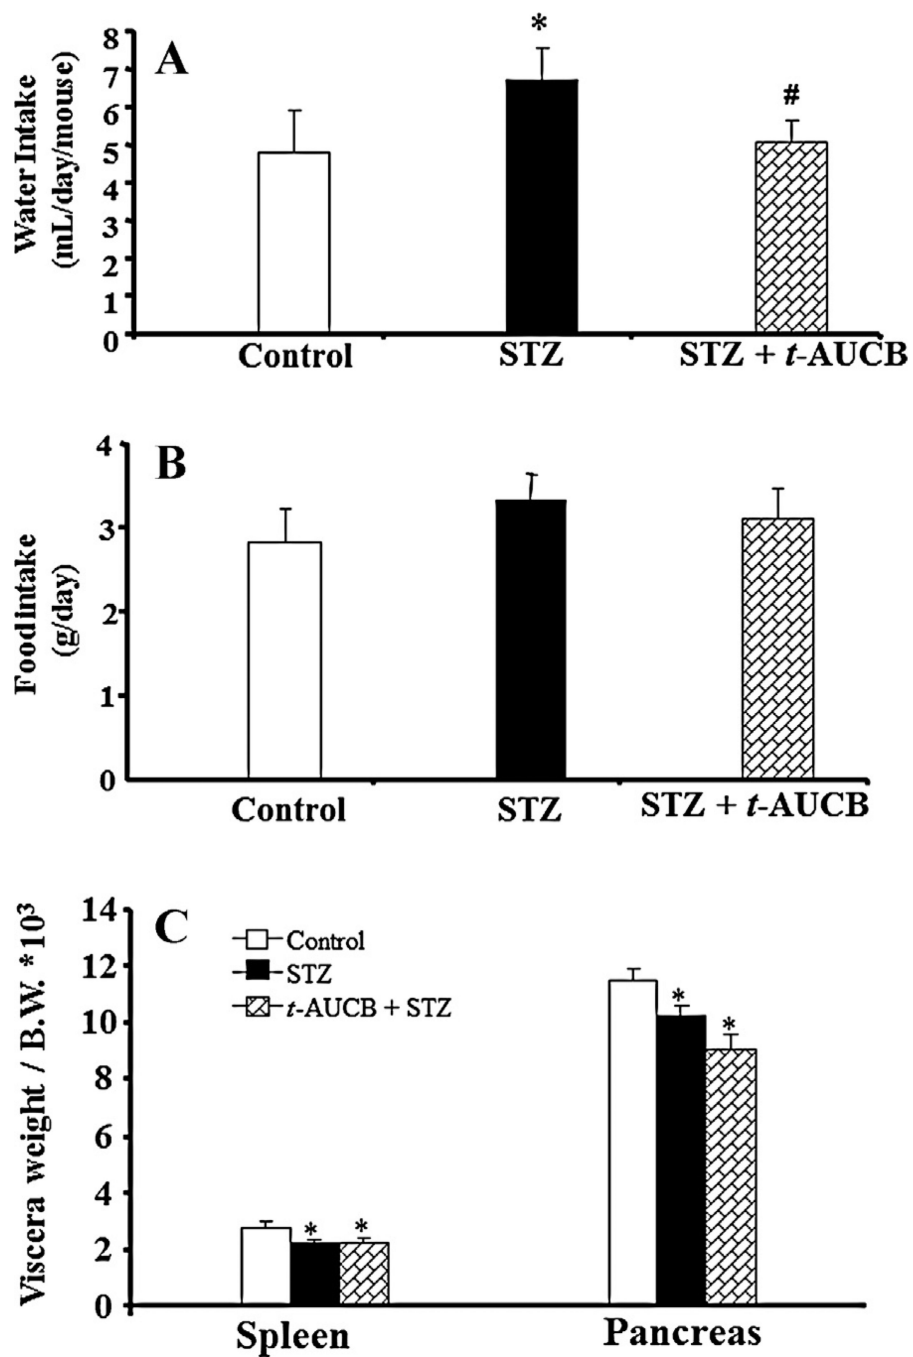 A
Water Intake
(mL/day/mouse)
8
7
6
5
4
3
2
1
0
*
#
Control
STZ
STZ + t-AUCB
B
Food intake
(g/day)
4
3
2
1
0
Control
STZ
STZ + t-AUCB
C
Viscera weight / B.W. *10³
14
12
10
8
6
4
2
0
Control
STZ
t-AUCB + STZ
*
*
*
*
Spleen
Pancreas